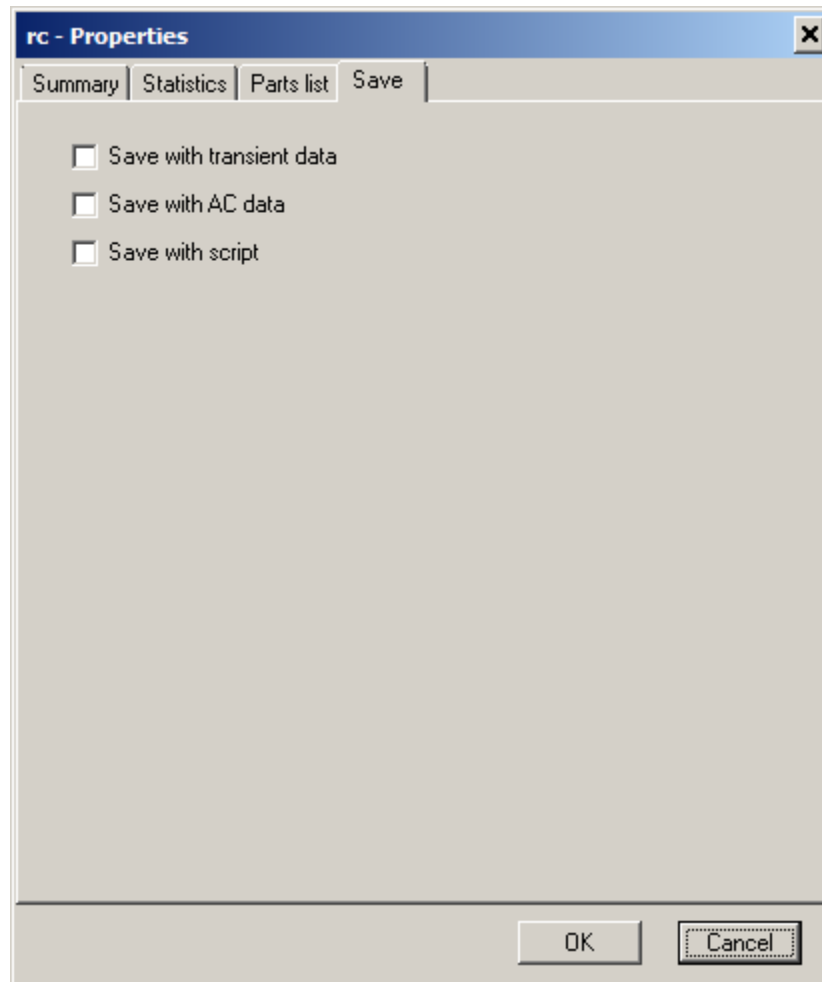 rc - Properties
Summary Statistics Parts list Save
Save with transient data
Save with AC data
Save with script
OK Cancel